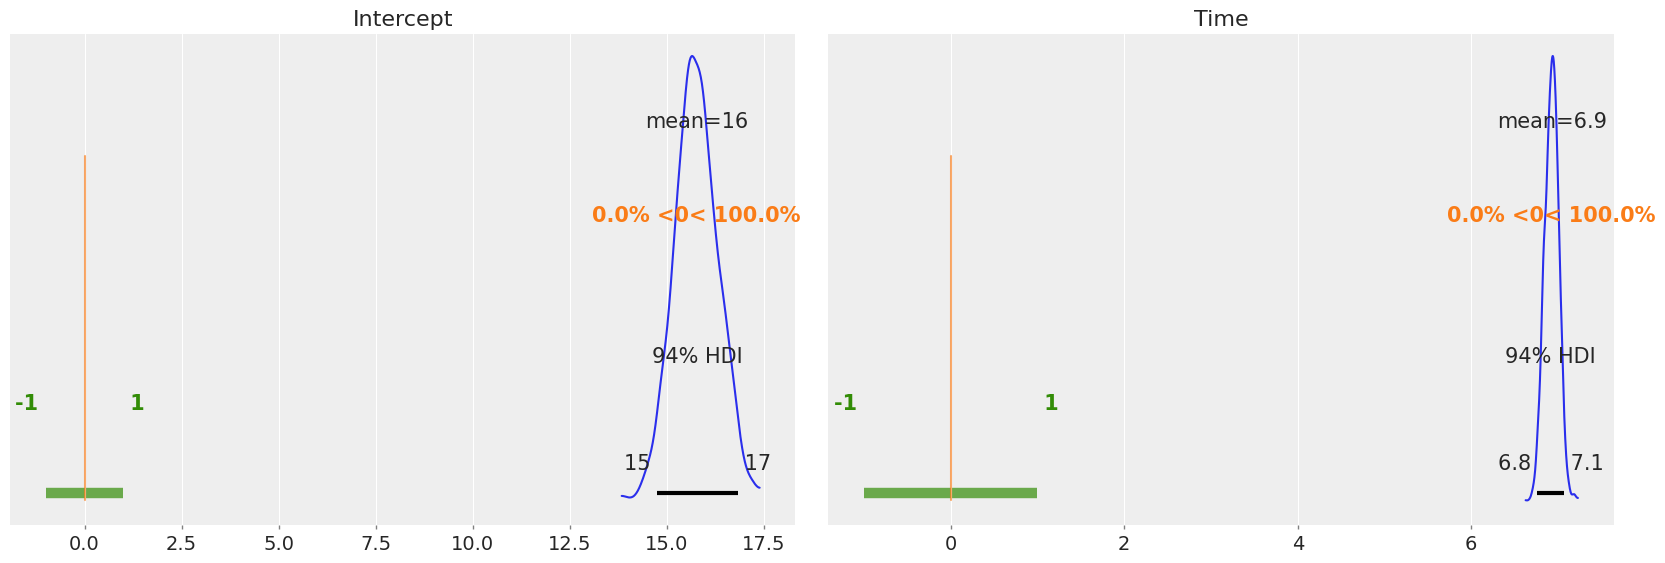 Intercept
mean=16
0.0% <0< 100.0%
94% HDI
-1 1
15 17
0.0 2.5 5.0 7.5 10.0 12.5 15.0 17.5
Time
mean=6.9
0.0% <0< 100.0%
94% HDI
-1 1
6.8 7.1
0 2 4 6